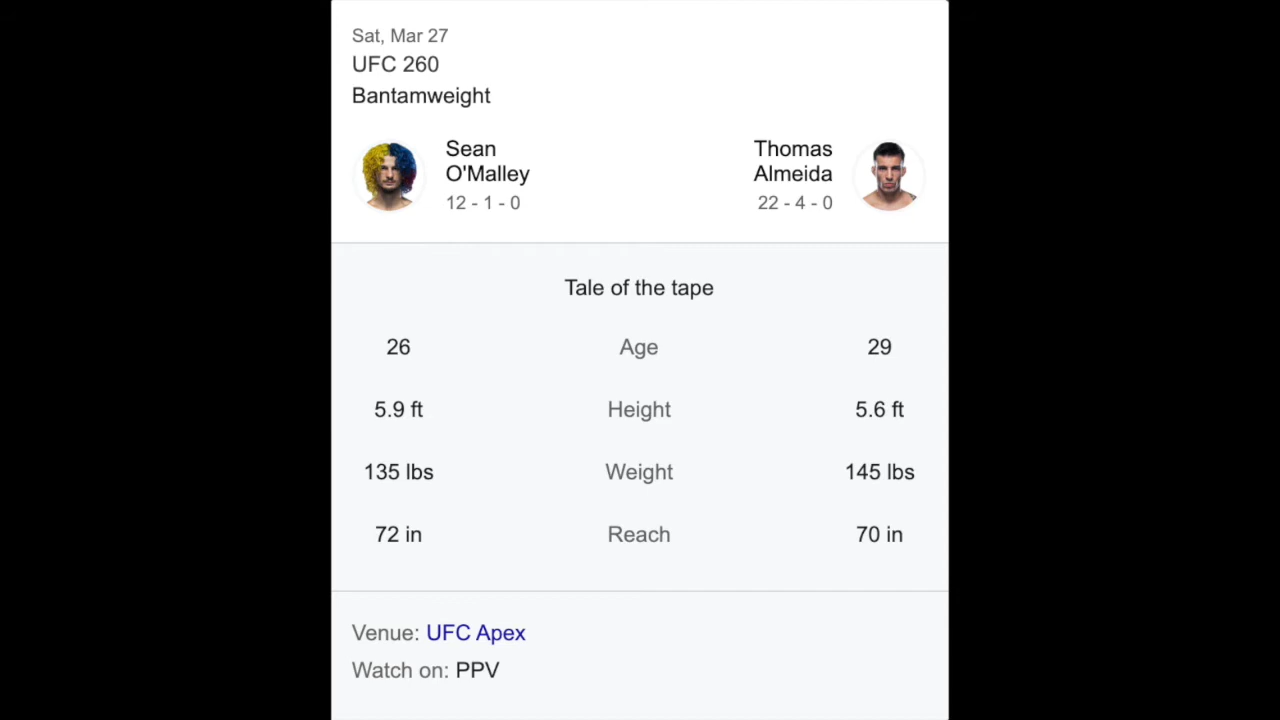 Sat, Mar 27
UFC 260
Bantamweight
Sean
O'Malley
12 - 1 - 0
Thomas
Almeida
22 - 4 - 0
Tale of the tape
26 Age 29
5.9 ft Height 5.6 ft
135 lbs Weight 145 lbs
72 in Reach 70 in
Venue: UFC Apex
Watch on: PPV